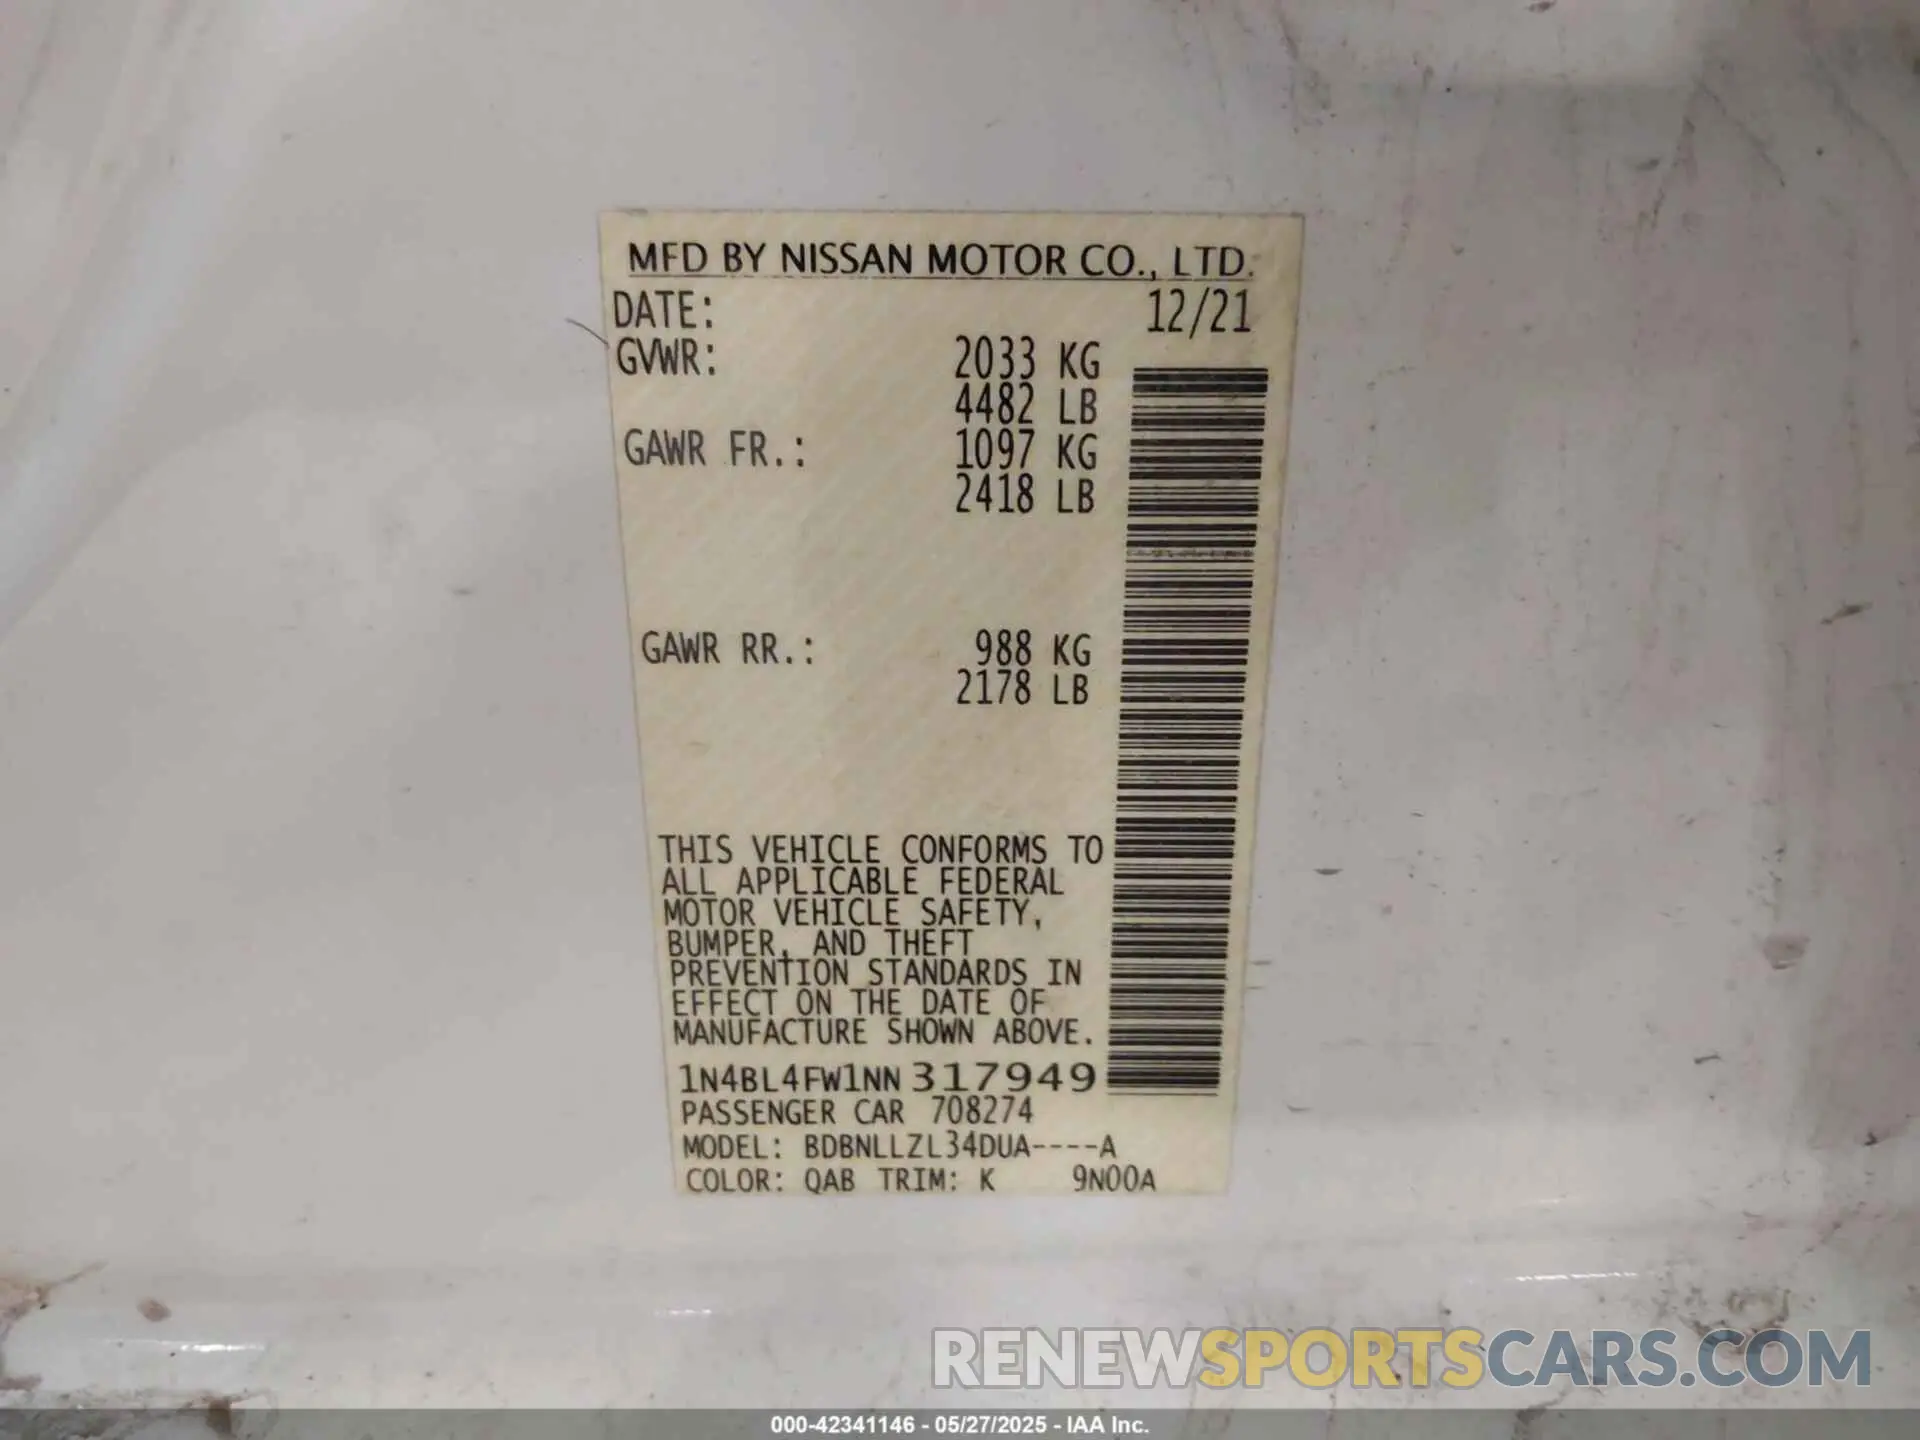 MFD BY NISSAN MOTOR CO., LTD.
DATE: 12/21
GVWR: 2033 KG
4482 LB
GAWR FR.: 1097 KG
2418 LB
GAWR RR.: 988 KG
2178 LB
THIS VEHICLE CONFORMS TO
ALL APPLICABLE FEDERAL
MOTOR VEHICLE SAFETY,
BUMPER, AND THEFT
PREVENTION STANDARDS IN
EFFECT ON THE DATE OF
MANUFACTURE SHOWN ABOVE.
1N4BL4FW1NN317949
PASSENGER CAR 708274
MODEL: BDBNLLZL34DUA----A
COLOR: QAB TRIM: K 9N00A
RENEWSPORTSCARS.COM
000-42341146 - 05/27/2025 - IAA Inc.